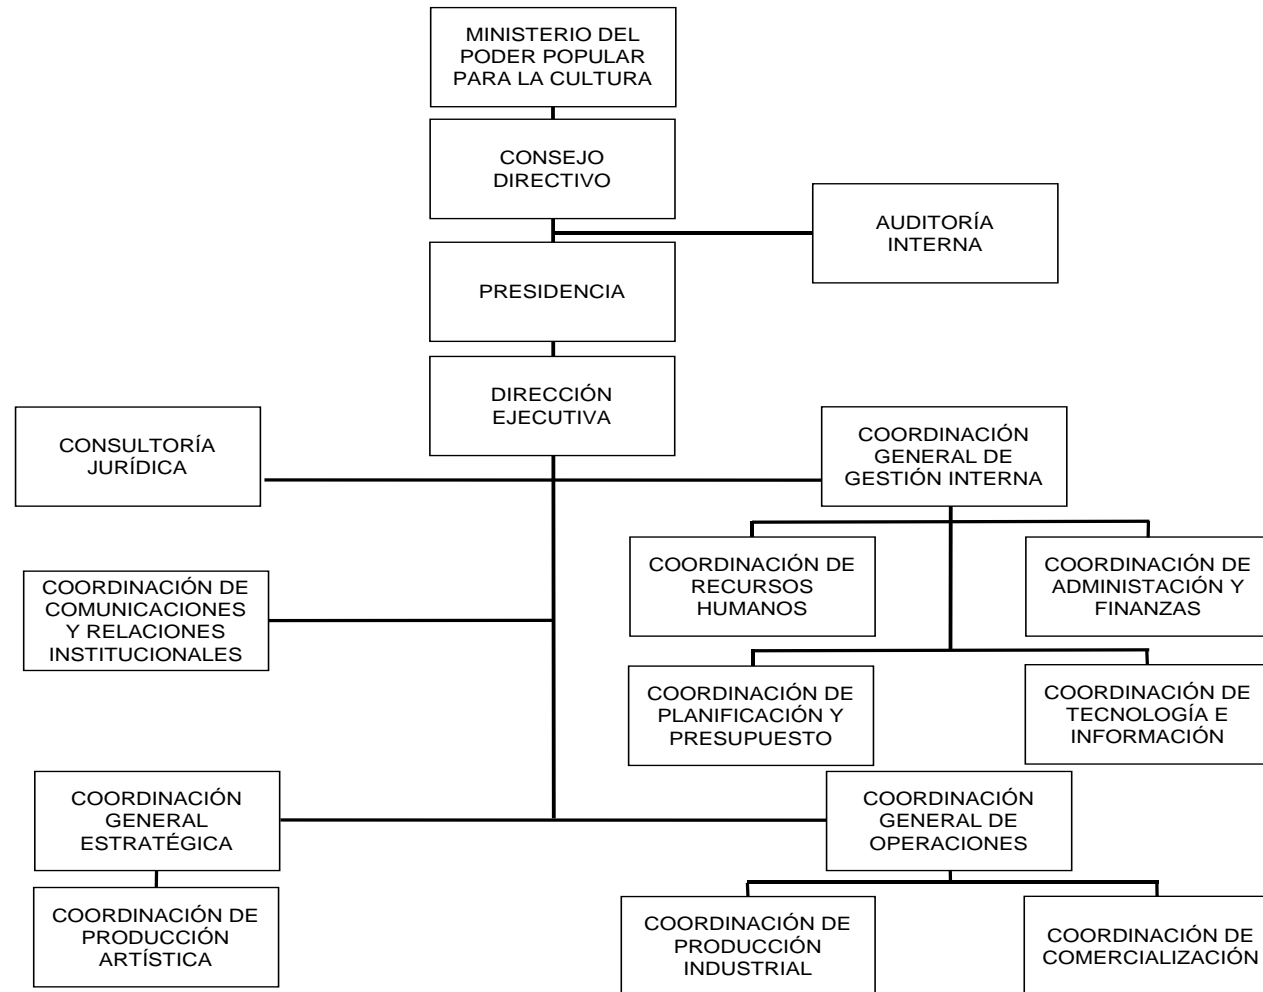 MINISTERIO DEL
PODER POPULAR
PARA LA CULTURA
CONSEJO
DIRECTIVO
AUDITORÍA
INTERNA
PRESIDENCIA
DIRECCIÓN
EJECUTIVA
CONSULTORÍA
JURÍDICA
COORDINACIÓN
GENERAL DE
GESTIÓN INTERNA
COORDINACIÓN DE
RECURSOS
HUMANOS
COORDINACIÓN DE
ADMINISTACIÓN Y
FINANZAS
COORDINACIÓN DE
COMUNICACIONES
Y RELACIONES
INSTITUCIONALES
COORDINACIÓN DE
PLANIFICACIÓN Y
PRESUPUESTO
COORDINACIÓN DE
TECNOLOGÍA E
INFORMACIÓN
COORDINACIÓN
GENERAL
ESTRATÉGICA
COORDINACIÓN
GENERAL DE
OPERACIONES
COORDINACIÓN DE
PRODUCCIÓN
ARTÍSTICA
COORDINACIÓN DE
PRODUCCIÓN
INDUSTRIAL
COORDINACIÓN DE
COMERCIALIZACIÓN